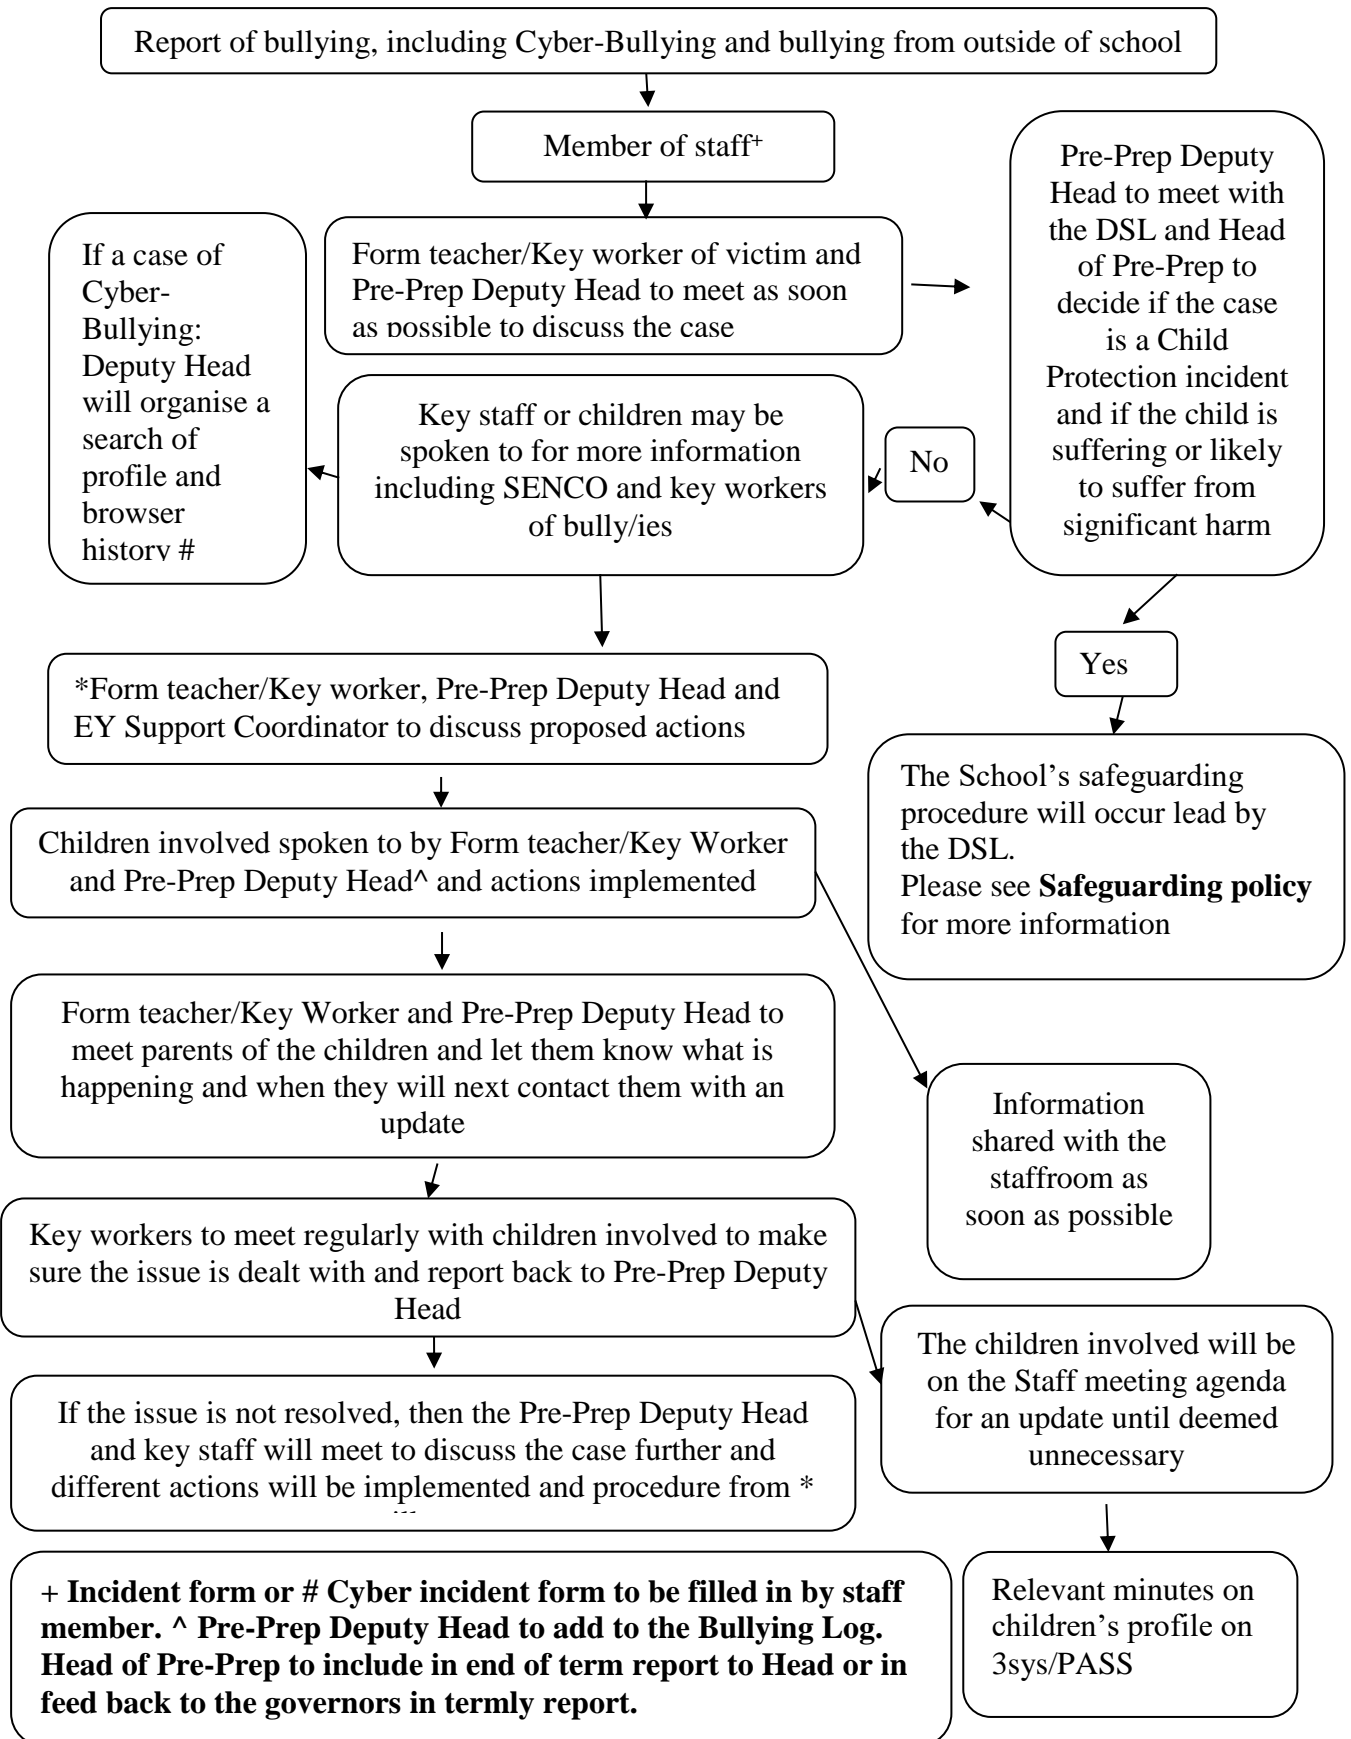 Report of bullying, including Cyber-Bullying and bullying from outside of school
Member of staff+
Form teacher/Key worker of victim and
Pre-Prep Deputy Head to meet as soon
as possible to discuss the case
Pre-Prep Deputy
Head to meet with
the DSL and Head
of Pre-Prep to
decide if the case
is a Child
Protection incident
and if the child is
suffering or likely
to suffer from
significant harm
If a case of
Cyber-
Bullying:
Deputy Head
will organise a
search of
profile and
browser
history #
Key staff or children may be
spoken to for more information
including SENCO and key workers
of bully/ies
No
Yes
*Form teacher/Key worker, Pre-Prep Deputy Head and
EY Support Coordinator to discuss proposed actions
The School’s safeguarding
procedure will occur lead by
the DSL.
Please see Safeguarding policy
for more information
Children involved spoken to by Form teacher/Key Worker
and Pre-Prep Deputy Head^ and actions implemented
Form teacher/Key Worker and Pre-Prep Deputy Head to
meet parents of the children and let them know what is
happening and when they will next contact them with an
update
Information
shared with the
staffroom as
soon as possible
Key workers to meet regularly with children involved to make
sure the issue is dealt with and report back to Pre-Prep Deputy
Head
The children involved will be
on the Staff meeting agenda
for an update until deemed
unnecessary
If the issue is not resolved, then the Pre-Prep Deputy Head
and key staff will meet to discuss the case further and
different actions will be implemented and procedure from *
+ Incident form or # Cyber incident form to be filled in by staff
member. ^ Pre-Prep Deputy Head to add to the Bullying Log.
Head of Pre-Prep to include in end of term report to Head or in
feed back to the governors in termly report.
Relevant minutes on
children’s profile on
3sys/PASS